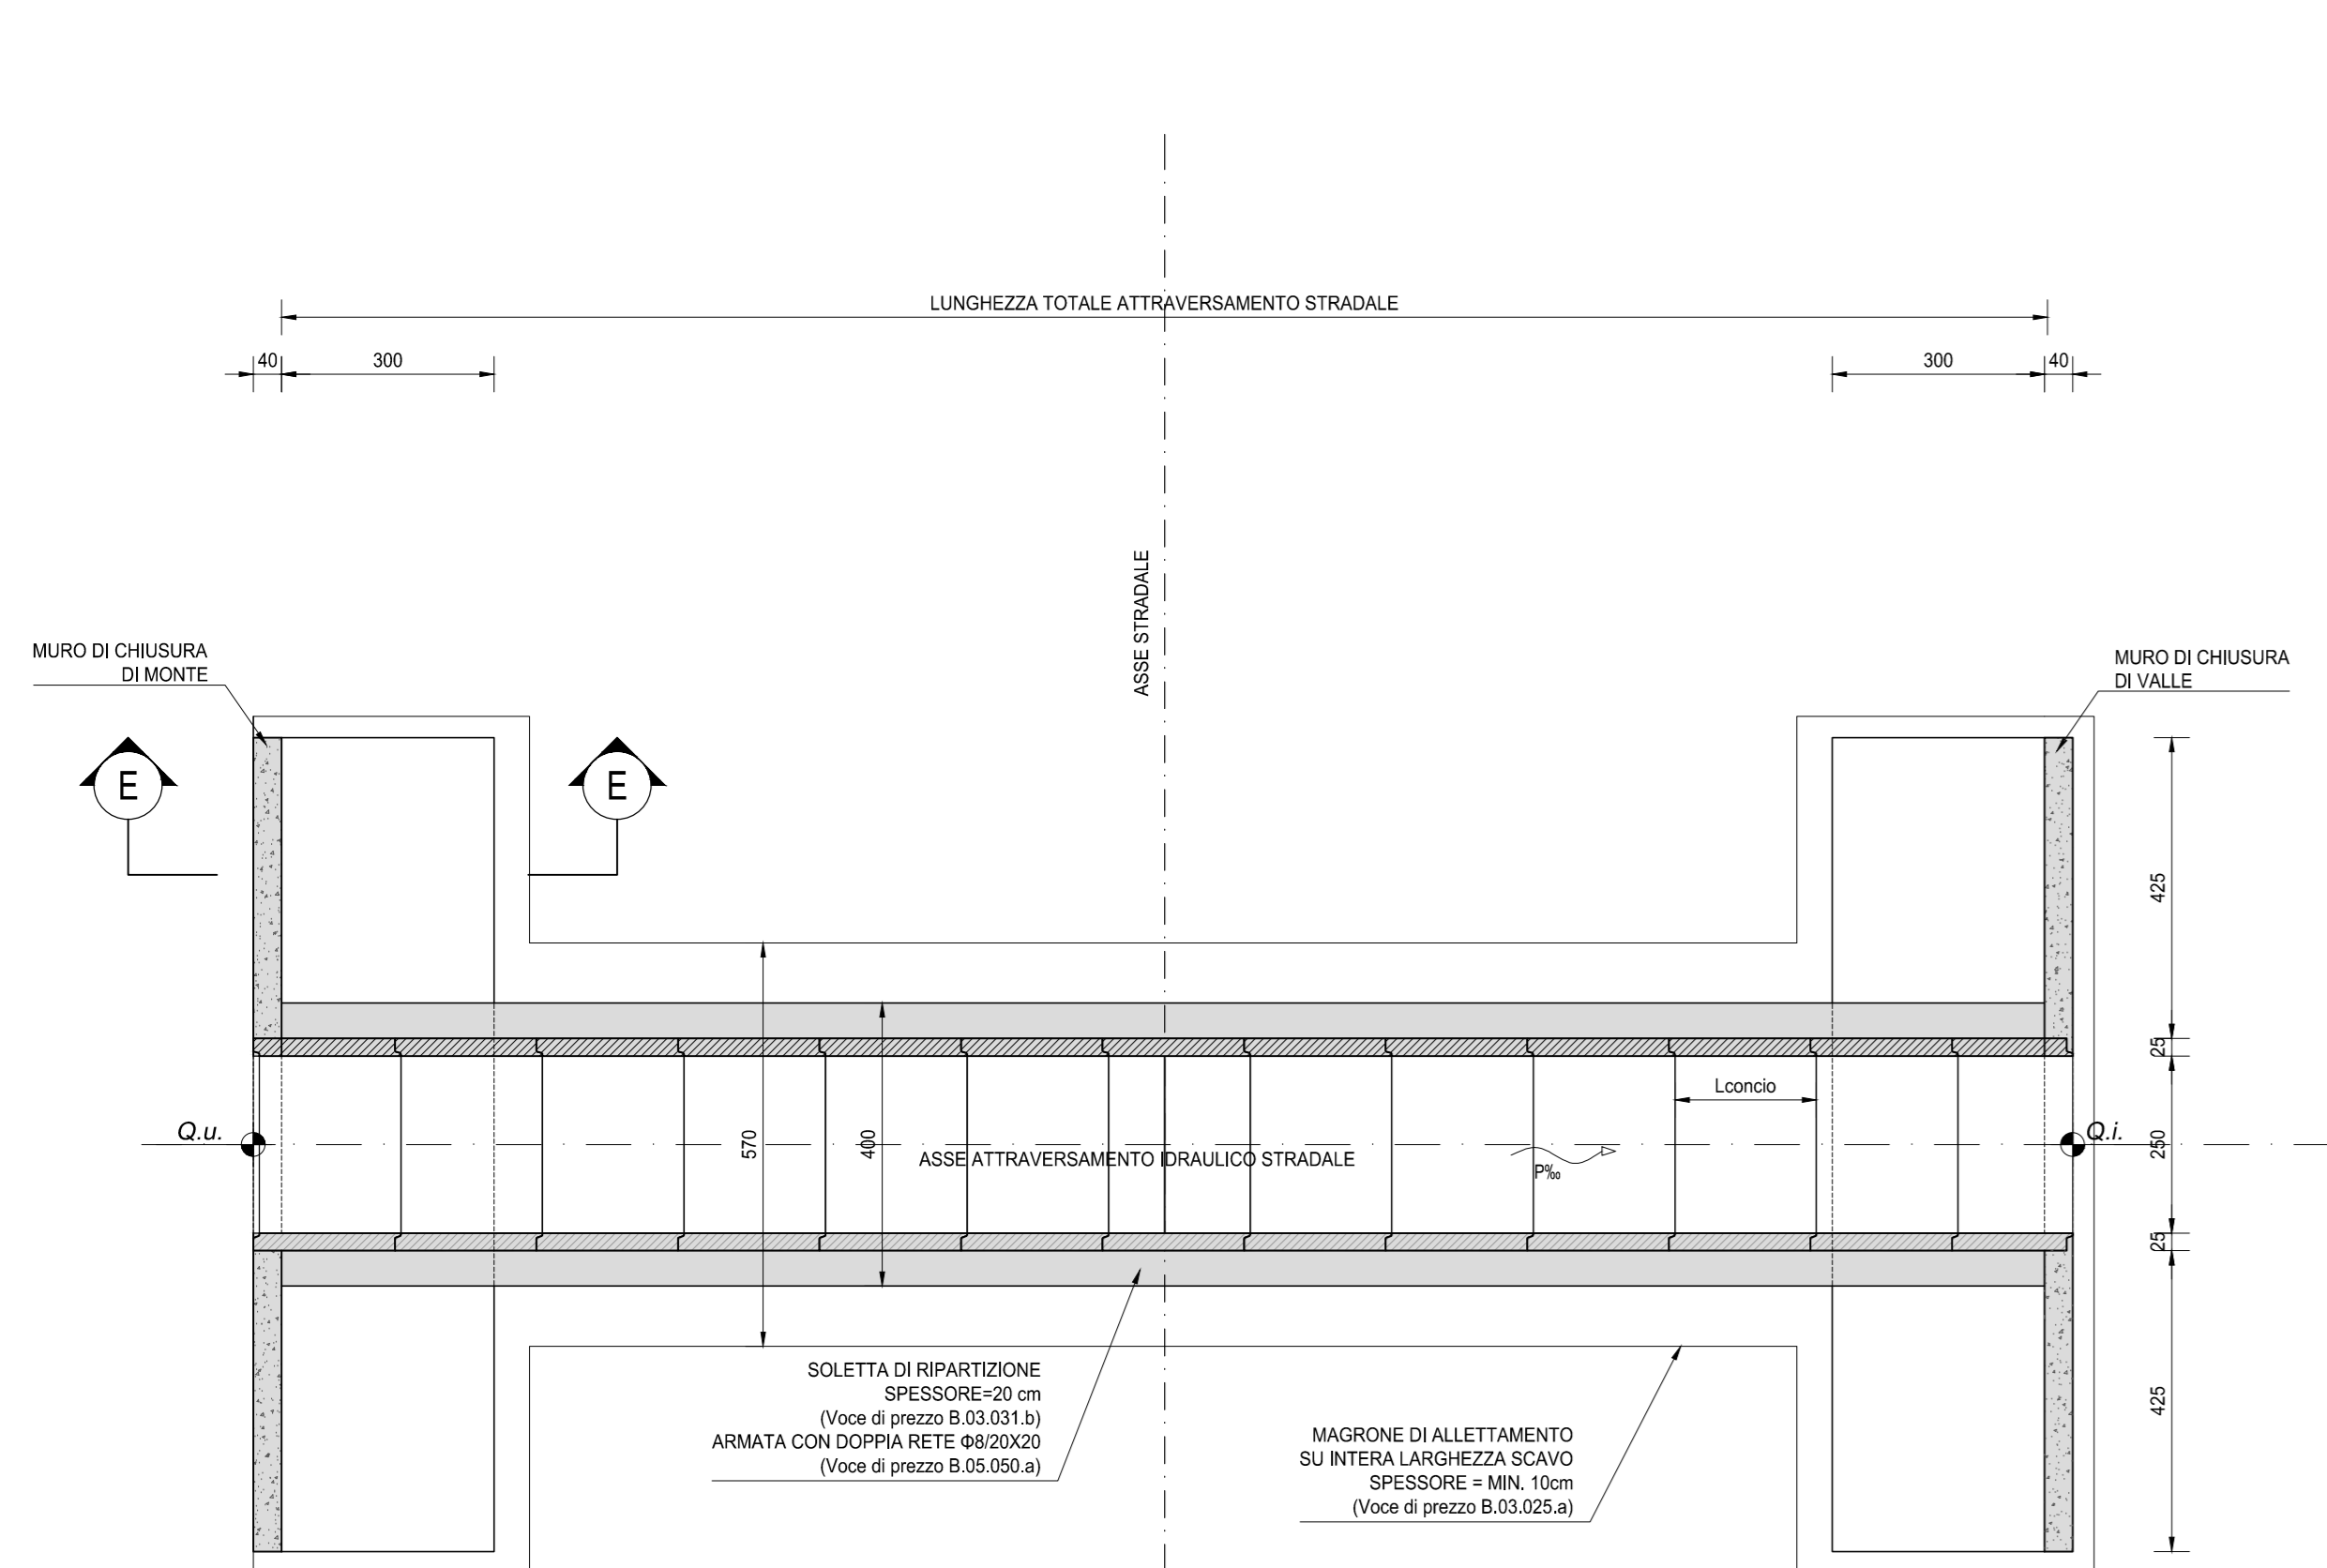 LUNGHEZZA TOTALE ATTRAVERSAMENTO STRADALE
40
300
300
40
ASSE STRADALE
MURO DI CHIUSURA
DI MONTE
MURO DI CHIUSURA
DI VALLE
E
E
425
25
Lconcio
Q.u.
Q.i.
570
400
250
ASSE ATTRAVERSAMENTO IDRAULICO STRADALE
P‰
25
SOLETTA DI RIPARTIZIONE
SPESSORE=20 cm
(Voce di prezzo B.03.031.b)
ARMATA CON DOPPIA RETE Φ8/20X20
(Voce di prezzo B.05.050.a)
MAGRONE DI ALLETTAMENTO
SU INTERA LARGHEZZA SCAVO
SPESSORE = MIN. 10cm
(Voce di prezzo B.03.025.a)
425